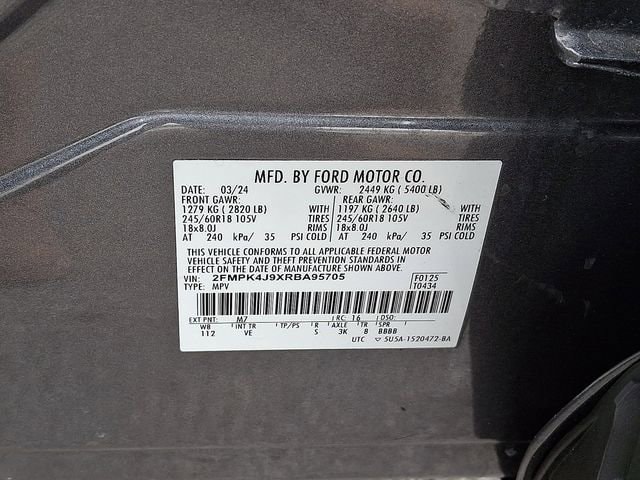 MFD. BY FORD MOTOR CO.
DATE: 03/24 GVWR: 2449 KG ( 5400 LB)
FRONT GAWR: REAR GAWR:
1279 KG ( 2820 LB) WITH 1197 KG ( 2640 LB) WITH
245/60R18 105V TIRES 245/60R18 105V TIRES
18x8.0J RIMS 18x8.0J RIMS
AT 240 kPa/ 35 PSI COLD AT 240 kPa/ 35 PSI COLD
THIS VEHICLE CONFORMS TO ALL APPLICABLE FEDERAL MOTOR
VEHICLE SAFETY AND THEFT PREVENTION STANDARDS IN
EFFECT ON THE DATE OF MANUFACTURE SHOWN ABOVE.
VIN: 2FMPK4J9XRBA95705 F0125
TYPE: MPV T0434
EXT PNT: M7 RC: 16 DSO:
WB INT TR TP/PS R AXLE TR SPR
112 VE S 3K 8 BBBB
UTC ▽ 5U5A-1520472-BA